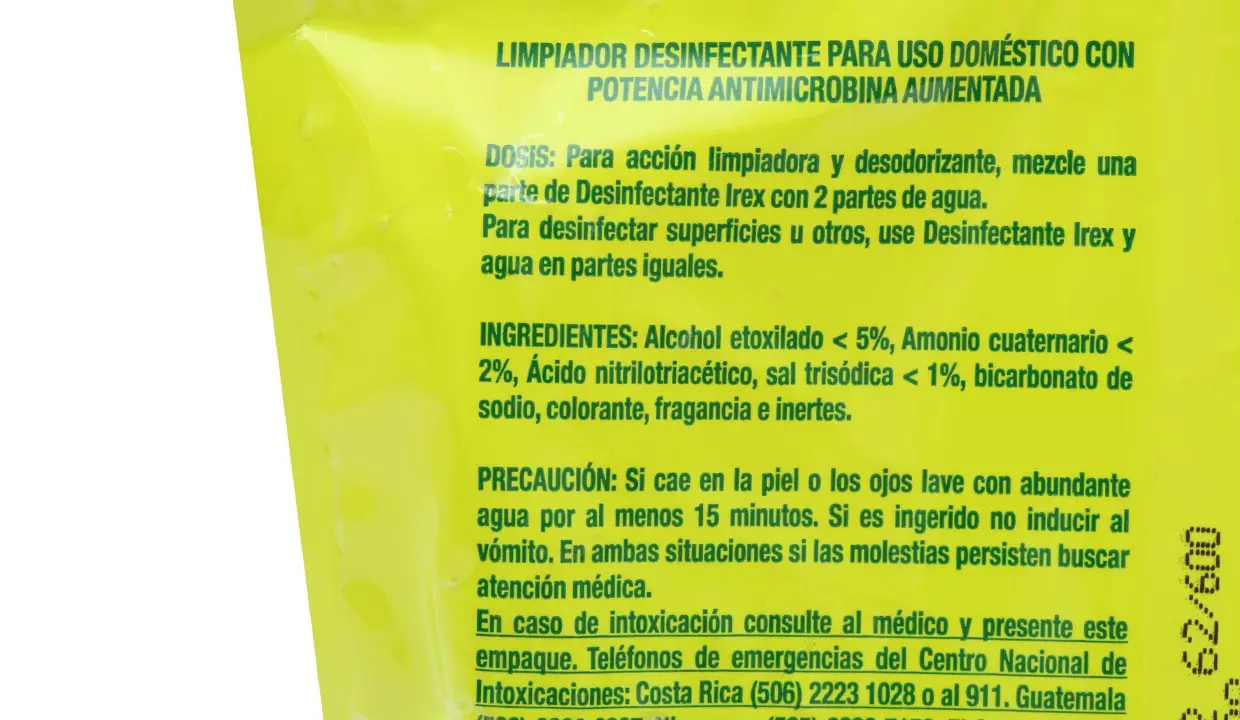 LIMPIADOR DESINFECTANTE PARA USO DOMÉSTICO CON
POTENCIA ANTIMICROBINA AUMENTADA
DOSIS: Para acción limpiadora y desodorizante, mezcle una
parte de Desinfectante Irex con 2 partes de agua.
Para desinfectar superficies u otros, use Desinfectante Irex y
agua en partes iguales.
INGREDIENTES: Alcohol etoxilado < 5%, Amonio cuaternario <
2%, Ácido nitrilotriacético, sal trisódica < 1%, bicarbonato de
sodio, colorante, fragancia e inertes.
PRECAUCIÓN: Si cae en la piel o los ojos lave con abundante
agua por al menos 15 minutos. Si es ingerido no inducir al
vómito. En ambas situaciones si las molestias persisten buscar
atención médica.
En caso de intoxicación consulte al médico y presente este
empaque. Teléfonos de emergencias del Centro Nacional de
Intoxicaciones: Costa Rica (506) 2223 1028 o al 911. Guatemala